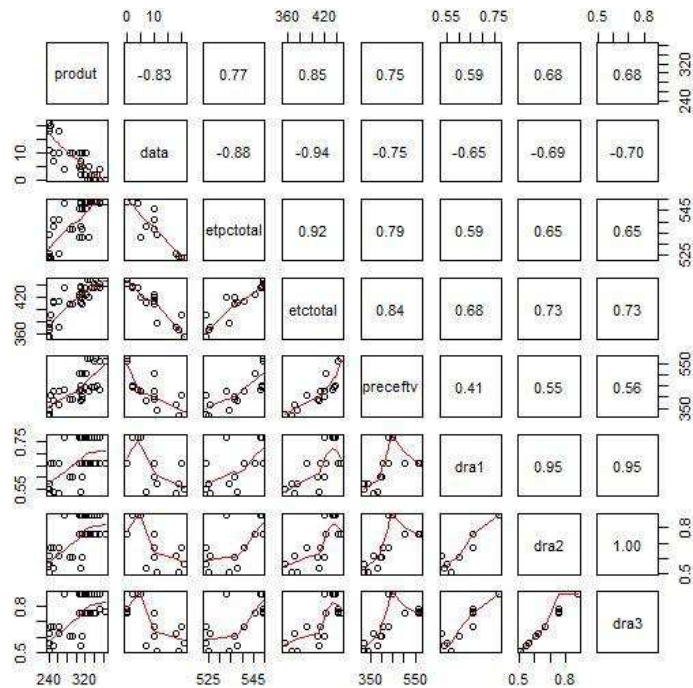 0 10
360 420
0.55 0.75
0.5 0.8
produt -0.83 0.77 0.85 0.75 0.59 0.68 0.68
240 320
0 10
data -0.88 -0.94 -0.75 -0.65 -0.69 -0.70
etpctotal 0.92 0.79 0.59 0.65 0.65
525 545
360 420
etctotal 0.84 0.68 0.73 0.73
preceftv 0.41 0.55 0.56
350 550
0.55 0.75
dra1 0.95 0.95
dra2 1.00
0.5 0.8
0.5 0.8
dra3
240 320
525 545
350 550
0.5 0.8